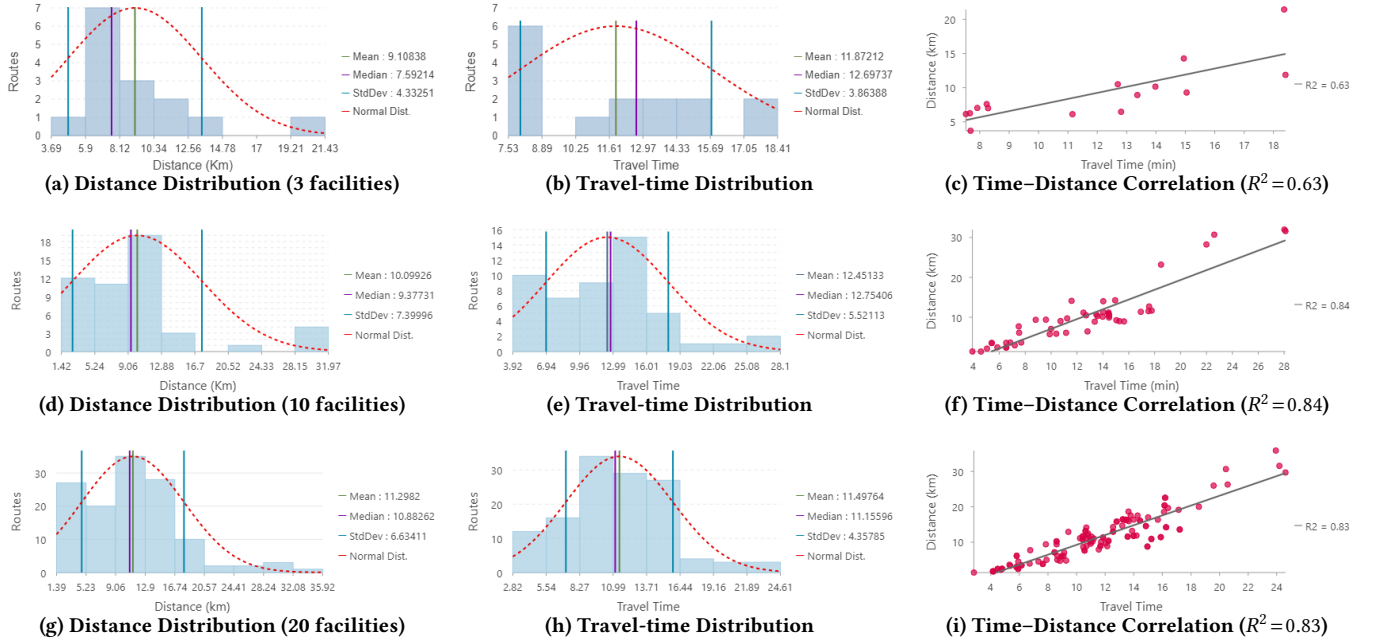 7
6
5
4
3
2
1
0
Routes
3.69 5.9 8.12 10.34 12.56 14.78 17 19.21 21.43
Distance (Km)
Mean : 9.10838
Median : 7.59214
StdDev : 4.33251
Normal Dist.
(a) Distance Distribution (3 facilities)
7
6
5
4
3
2
1
0
Routes
7.53 8.89 10.25 11.61 12.97 14.33 15.69 17.05 18.41
Travel Time
Mean : 11.87212
Median : 12.69737
StdDev : 3.86388
Normal Dist.
(b) Travel-time Distribution
20
15
10
5
Distance (km)
8 9 10 11 12 13 14 15 16 17 18
Travel Time (min)
R2 = 0.63
(c) Time–Distance Correlation (R²=0.63)
18
15
12
9
6
3
0
Routes
1.42 5.24 9.06 12.88 16.7 20.52 24.33 28.15 31.97
Distance (Km)
Mean : 10.09926
Median : 9.37731
StdDev : 7.39996
Normal Dist.
(d) Distance Distribution (10 facilities)
16
14
12
10
8
6
4
2
0
Routes
3.92 6.94 9.96 12.99 16.01 19.03 22.06 25.08 28.1
Travel Time
Mean : 12.45133
Median : 12.75406
StdDev : 5.52113
Normal Dist.
(e) Travel-time Distribution
30
20
10
Distance (km)
4 6 8 10 12 14 16 18 20 22 24 26 28
Travel Time (min)
R2 = 0.84
(f) Time–Distance Correlation (R²=0.84)
30
20
10
0
Routes
1.39 5.23 9.06 12.9 16.74 20.57 24.41 28.24 32.08 35.92
Distance (km)
Mean : 11.2982
Median : 10.88262
StdDev : 6.63411
Normal Dist.
(g) Distance Distribution (20 facilities)
30
20
10
0
Routes
2.82 5.54 8.27 10.99 13.71 16.44 19.16 21.89 24.61
Travel Time
Mean : 11.49764
Median : 11.15596
StdDev : 4.35785
Normal Dist.
(h) Travel-time Distribution
30
20
10
Distance (km)
4 6 8 10 12 14 16 18 20 22 24
Travel Time
R2 = 0.83
(i) Time–Distance Correlation (R²=0.83)